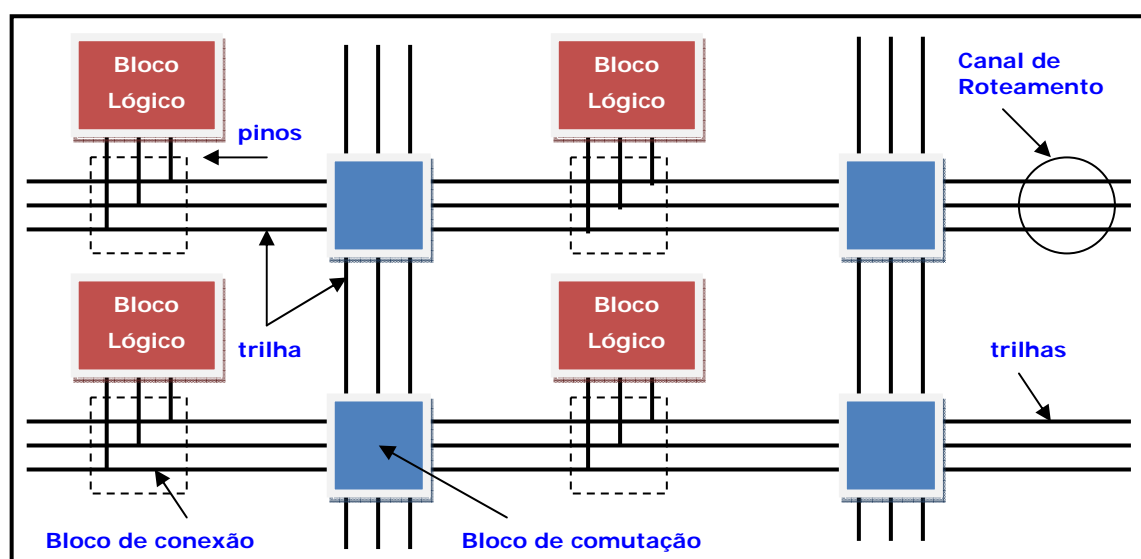 Bloco
Lógico
pinos
Bloco
Lógico
Canal de
Roteamento
Bloco
Lógico
trilha
Bloco
Lógico
trilhas
Bloco de conexão
Bloco de comutação